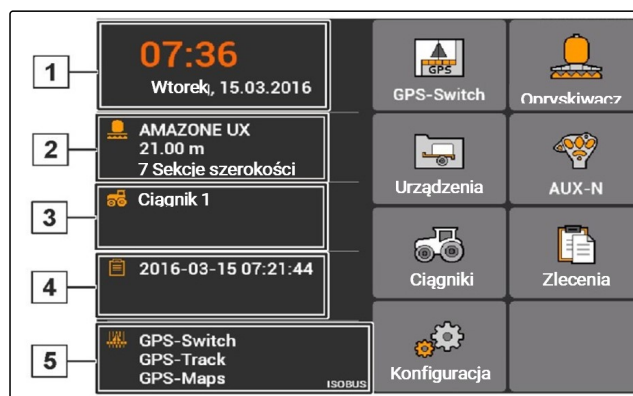 1
07:36
Wtorek, 15.03.2016
2
AMAZONE UX
21.00 m
7 Sekcje szerokości
3
Ciągnik 1
4
2016-03-15 07:21:44
5
GPS-Switch
GPS-Track
GPS-Maps
ISOBUS
GPS
GPS-Switch
Opryskiwacz
Urządzenia
AUX-N
Ciągniki
Zlecenia
Konfiguracja